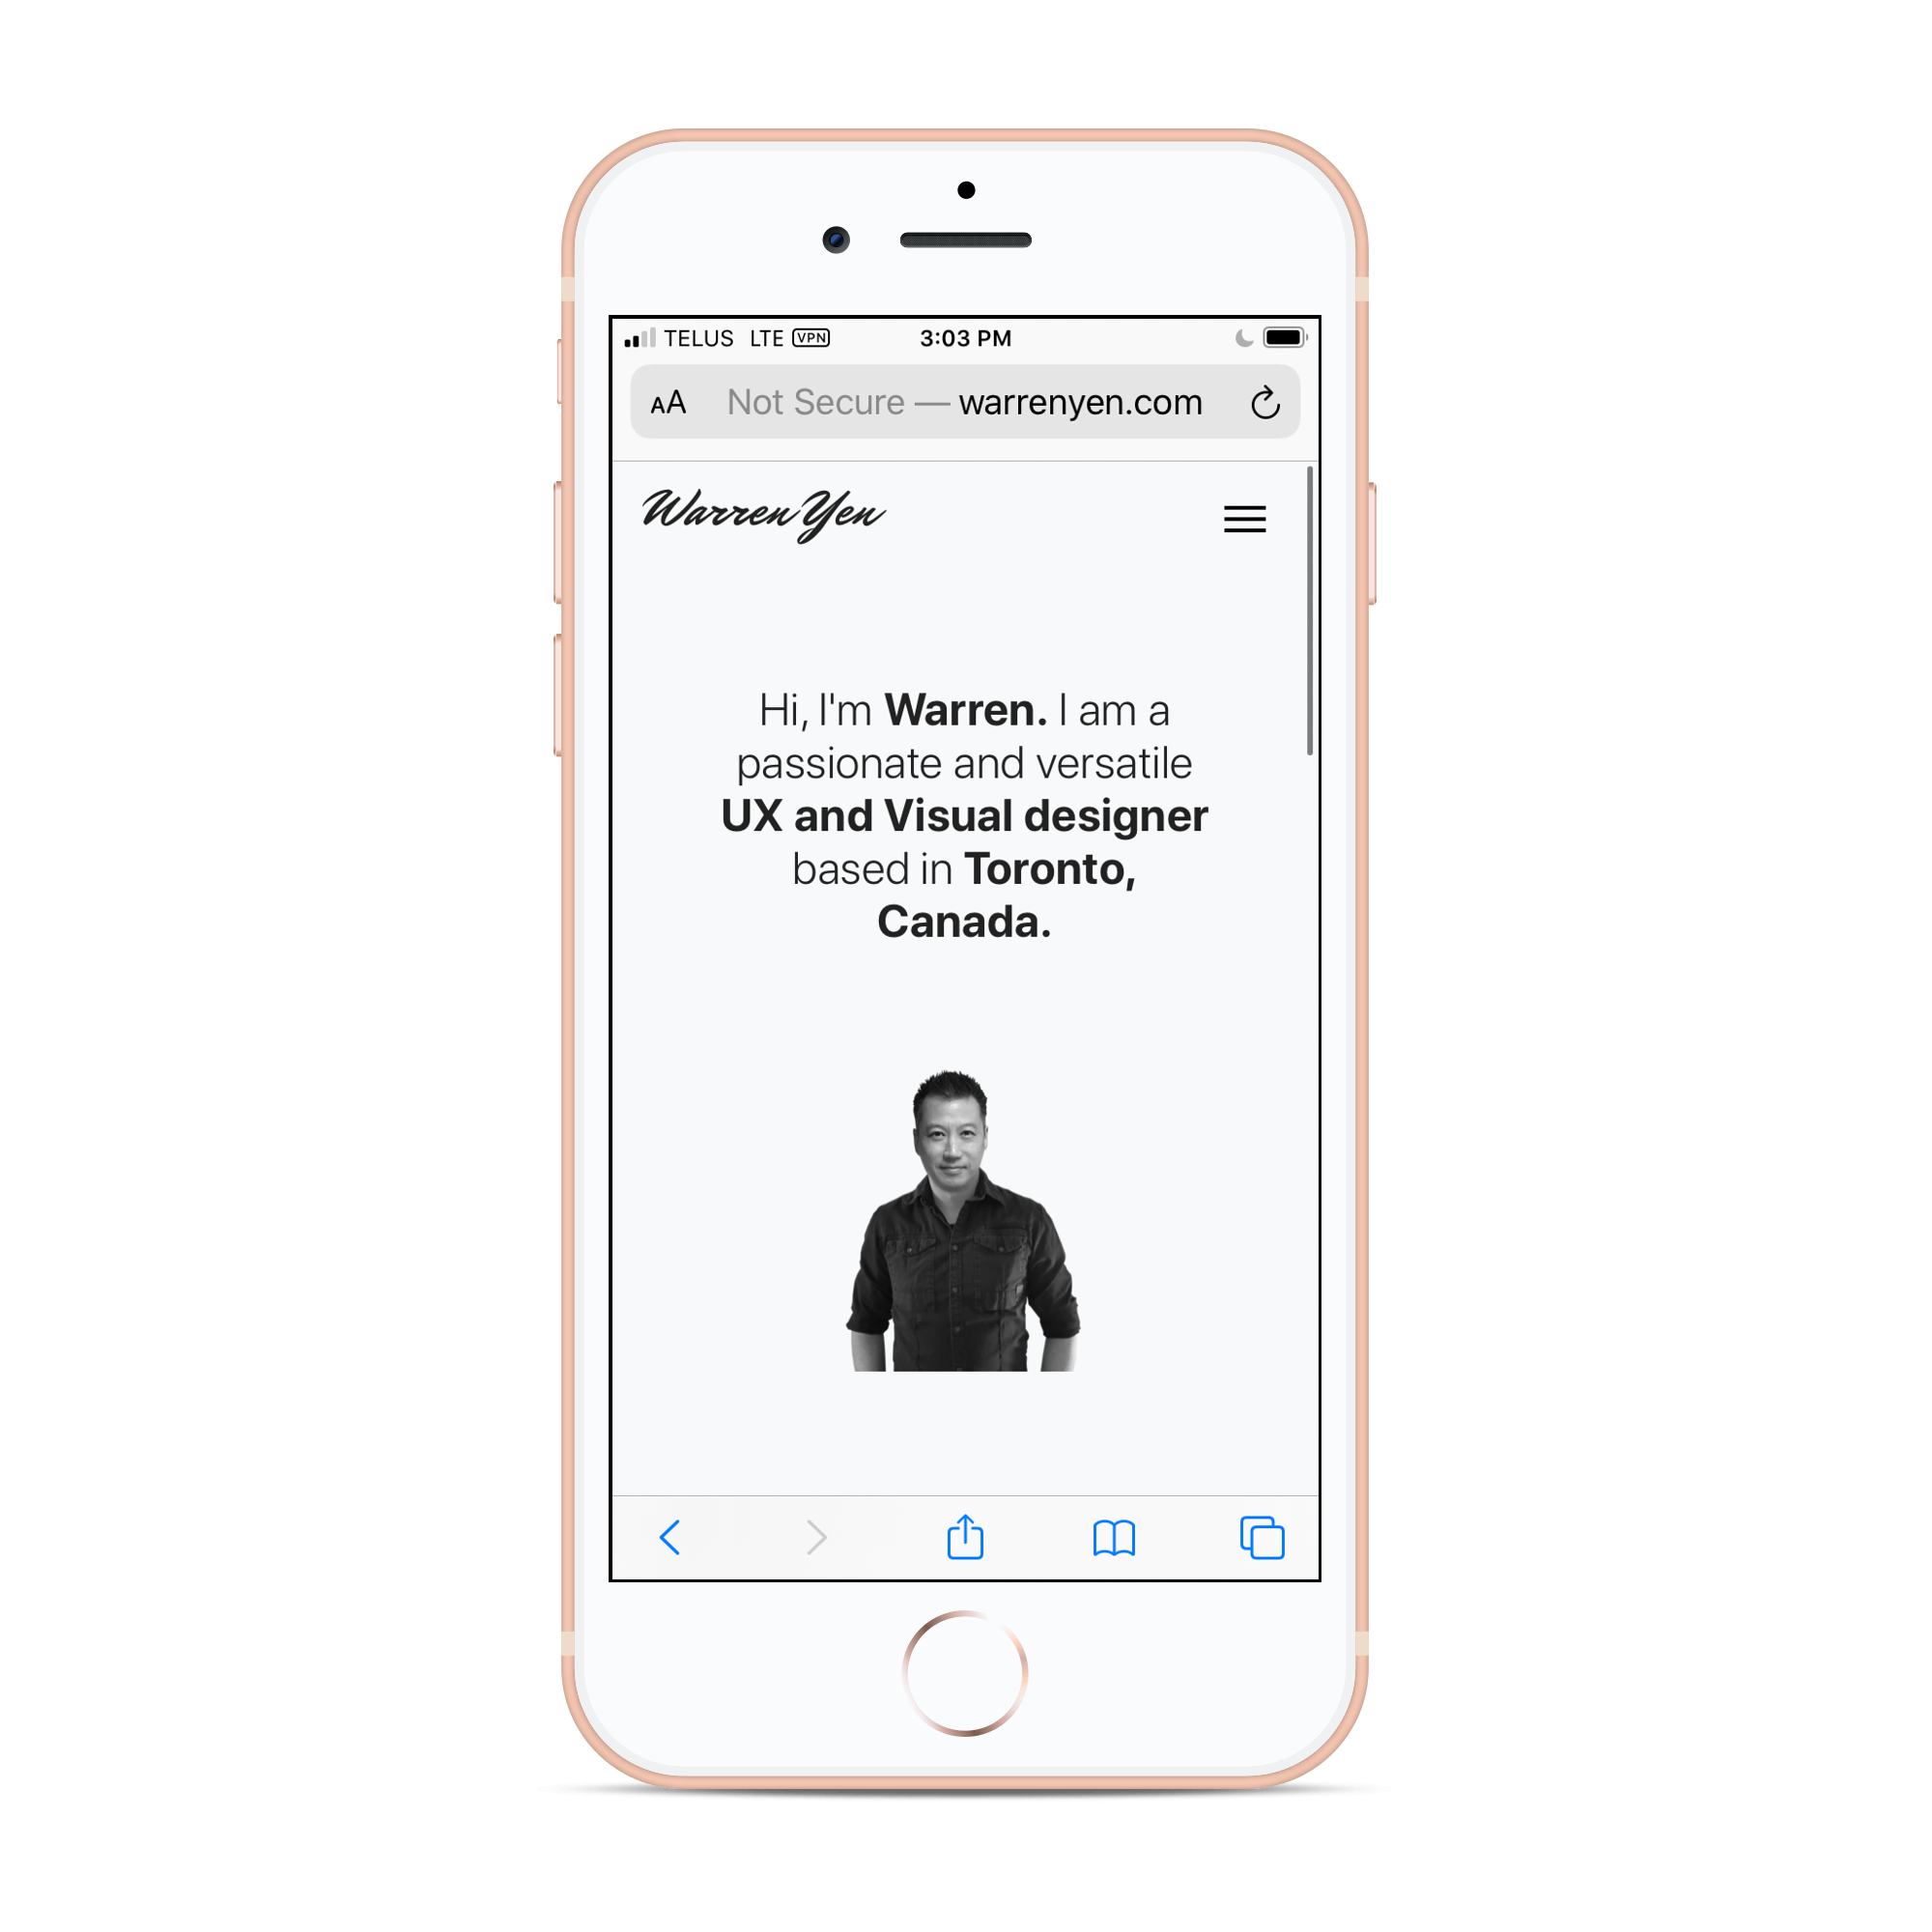 TELUS LTE VPN 3:03 PM
AA Not Secure — warrenyen.com
Warren Yen
Hi, I'm Warren. I am a
passionate and versatile
UX and Visual designer
based in Toronto,
Canada.